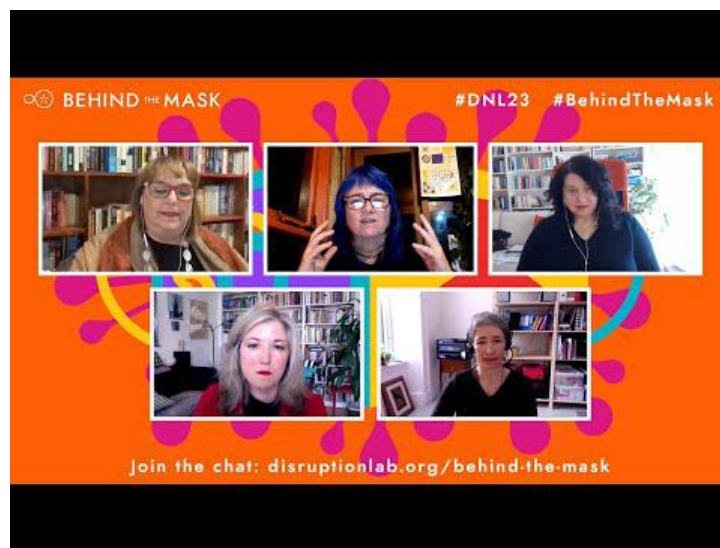 BEHIND THE MASK
#DNL23 #BehindTheMask
Join the chat: disruptionlab.org/behind-the-mask